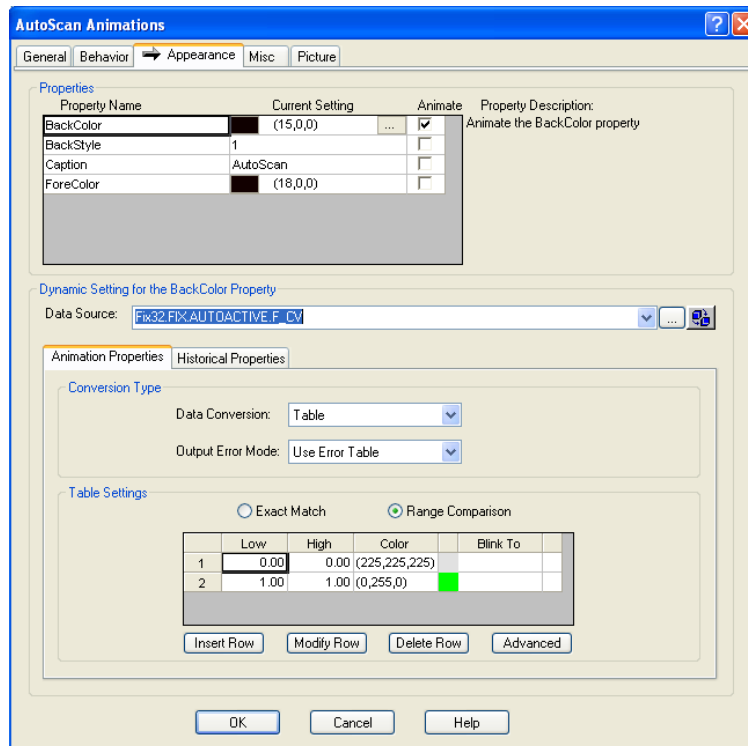 AutoScan Animations
General Behavior Appearance Misc Picture
Properties
Property Name Current Setting Animate Property Description:
BackColor (15,0,0) ... Animate the BackColor property
BackStyle 1
Caption AutoScan
ForeColor (18,0,0)
Dynamic Setting for the BackColor Property
Data Source: Fix32.FIX.AUTOACTIVE.F_CV ...
Animation Properties Historical Properties
Conversion Type
Data Conversion: Table
Output Error Mode: Use Error Table
Table Settings
Exact Match Range Comparison
Low High Color Blink To
1 0.00 0.00 (225,225,225)
2 1.00 1.00 (0,255,0)
Insert Row Modify Row Delete Row Advanced
OK Cancel Help